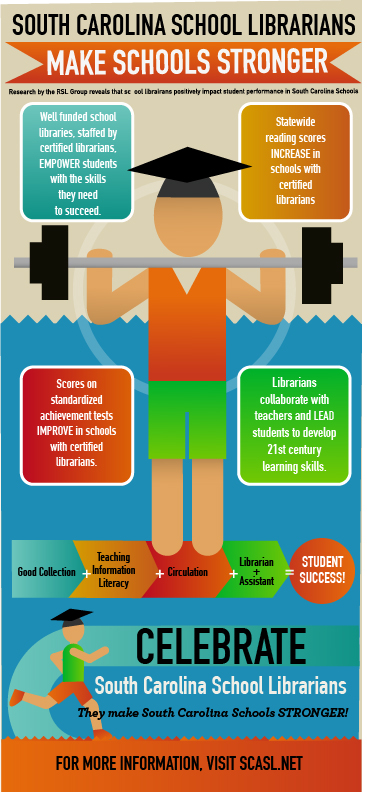 SOUTH CAROLINA SCHOOL LIBRARIANS
MAKE SCHOOLS STRONGER
Research by the RSL Group reveals that sc ool librairans positively impact student performance in South Carolina Schools
Well funded school
libraries, staffed by
certified librarians,
EMPOWER students
with the skills
they need
to succeed.
Statewide
reading scores
INCREASE in
schools with
certified
librarians
Scores on
standardized
achievement tests
IMPROVE in schools
with certified
librarians.
Librarians
collaborate with
teachers and LEAD
students to develop
21st century
learning skills.
Good Collection
+
Teaching
Information
Literacy
+
Circulation
+
Librarian
+
Assistant
=
STUDENT
SUCCESS!
CELEBRATE
South Carolina School Librarians
They make South Carolina Schools STRONGER!
FOR MORE INFORMATION, VISIT SCASL.NET